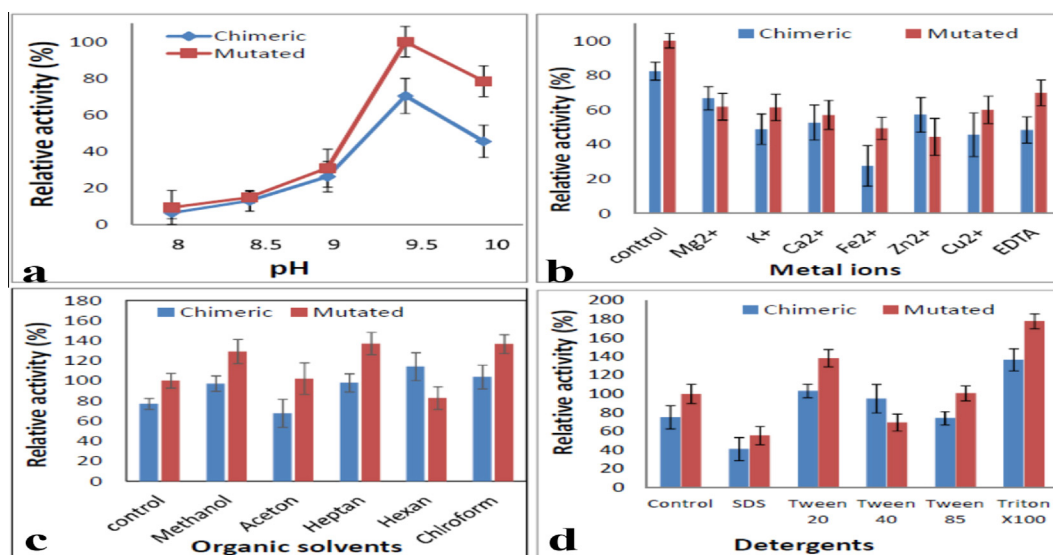 Relative activity (%)
100
80
60
40
20
0
Chimeric
Mutated
8 8.5 9 9.5 10
pH
a
Relative activity (%)
100
80
60
40
20
0
Chimeric Mutated
control Mg2+ K+ Ca2+ Fe2+ Zn2+ Cu2+ EDTA
Metal ions
b
Relative activity (%)
180
160
140
120
100
80
60
40
20
0
Chimeric Mutated
control Methanol Aceton Heptan Hexan Chlroform
Organic solvents
c
Relative activity (%)
200
180
160
140
120
100
80
60
40
20
0
Chimeric Mutated
Control SDS Tween Tween Tween Triton
20 40 85 X100
Detergents
d